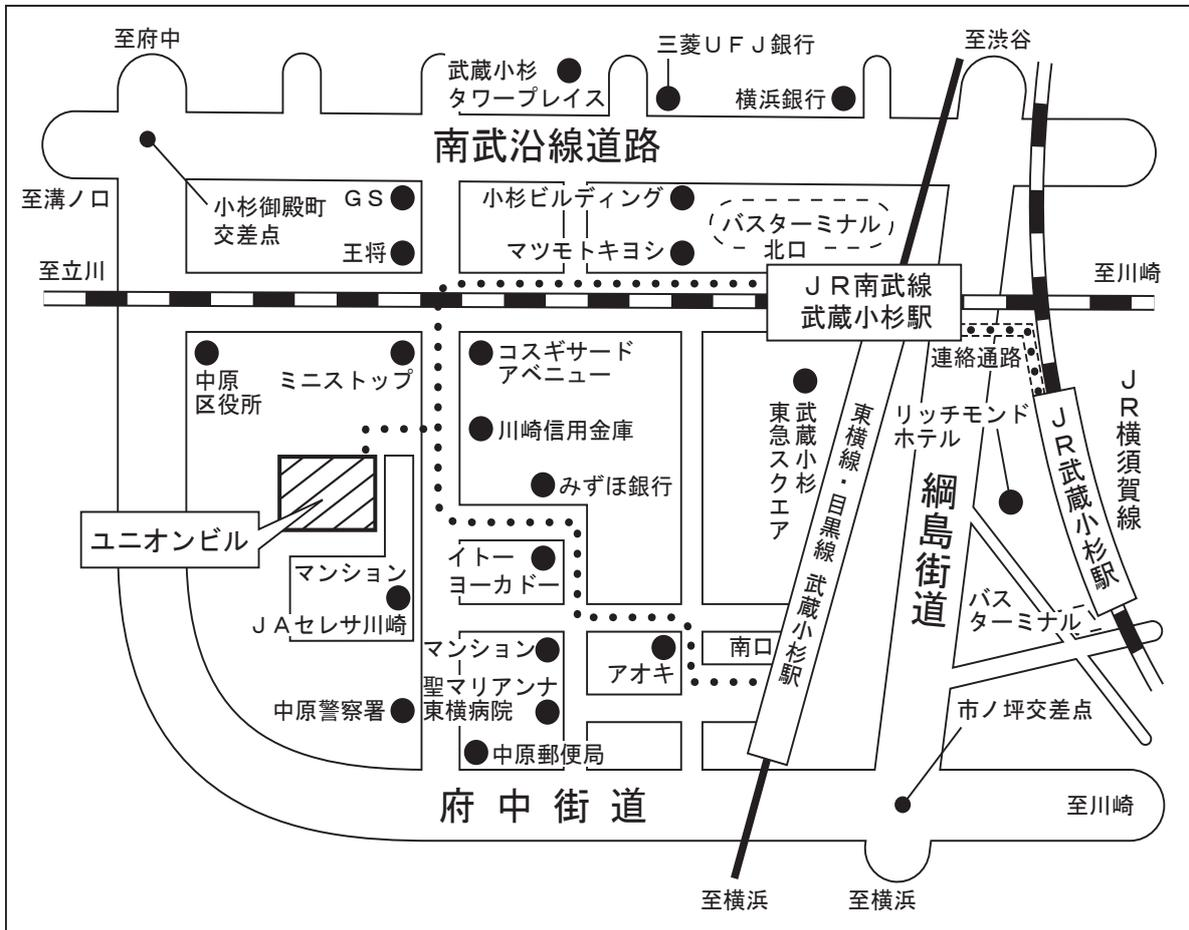 至府中
武蔵小杉
タワープレイス
三菱ＵＦＪ銀行
横浜銀行
至渋谷
南武沿線道路
至溝ノ口
小杉御殿町
交差点
ＧＳ
王将
小杉ビルディング
マツモトキヨシ
バスターミナル
北口
至立川
ＪＲ南武線
武蔵小杉駅
至川崎
中原
区役所
ミニストップ
コスギサード
アベニュー
連絡通路
川崎信用金庫
みずほ銀行
武蔵小杉
東急スクエア
東横線・目黒線 武蔵小杉駅
リッチモンド
ホテル
ＪＲ武蔵小杉駅
ＪＲ横須賀線
綱島街道
ユニオンビル
イトー
ヨーカドー
マンション
ＪＡセレサ川崎
バス
ターミナル
マンション
アオキ
南口
聖マリアンナ
東横病院
中原警察署
中原郵便局
市ノ坪交差点
府中街道
至川崎
至横浜
至横浜